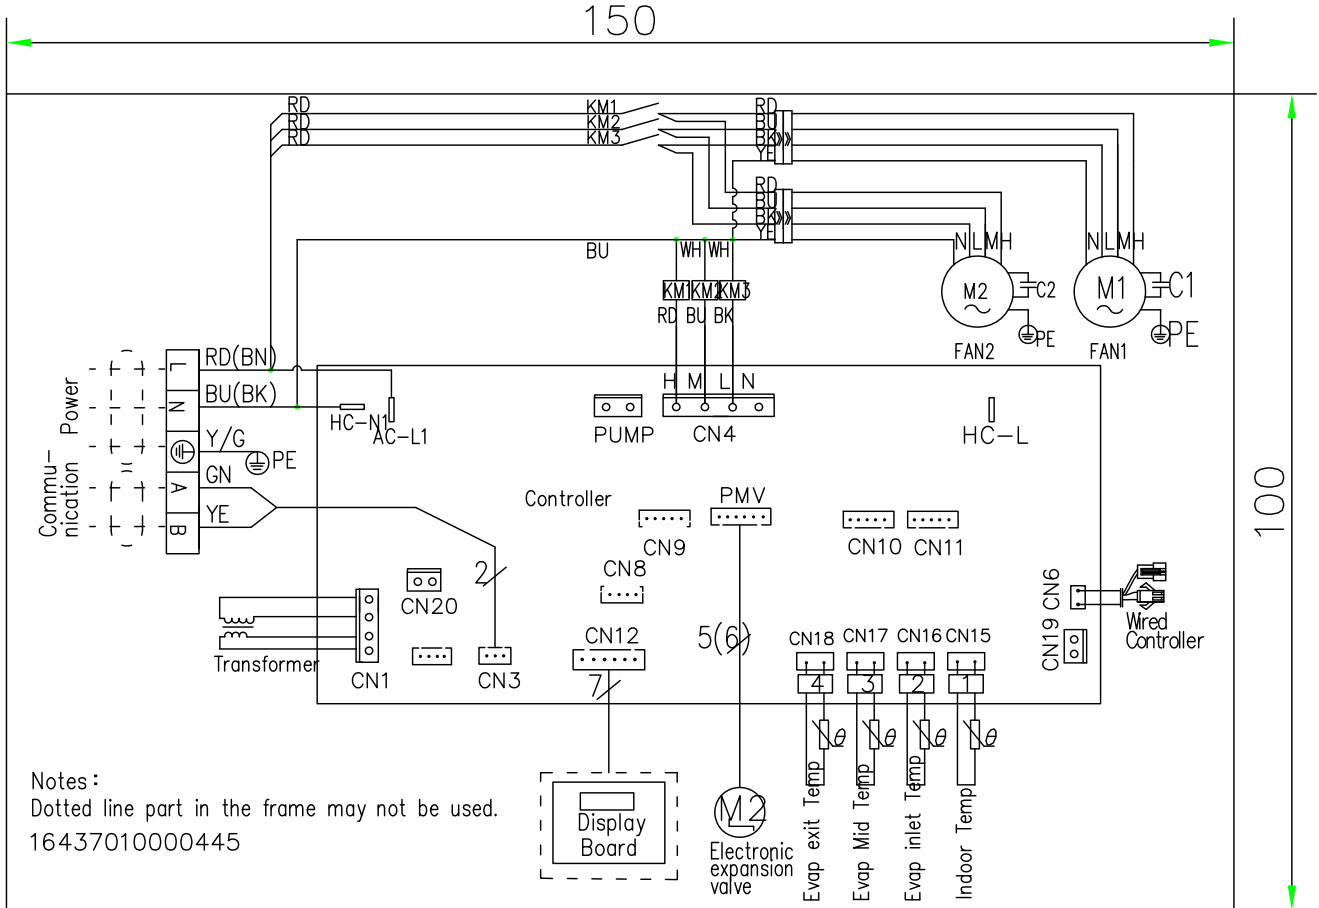 150
RD
RD
RD
KM1
KM2
KM3
RD
BU
BK
YE
RD
BU
BK
YE
BU
WH WH
KM1 KM2 KM3
RD BU BK
N L M H
N L M H
M2
C2
PE
FAN2
M1
C1
PE
FAN1
Power
Commu-
nication
L
N
A
B
RD(BN)
BU(BK)
Y/G
PE
GN
YE
HC-N1
AC-L1
H M L N
PUMP
CN4
HC-L
100
Controller
PMV
CN9
CN10
CN11
CN8
2
CN20
CN12
5(6)
CN18
CN17
CN16
CN15
CN6
CN19
Wired
Controller
Transformer
CN1
CN3
7
4
3
2
1
θ
θ
θ
θ
Evap exit Temp
Evap Mid Temp
Evap inlet Temp
Indoor Temp
Notes:
Dotted line part in the frame may not be used.
16437010000445
Display
Board
M2
Electronic
expansion
valve